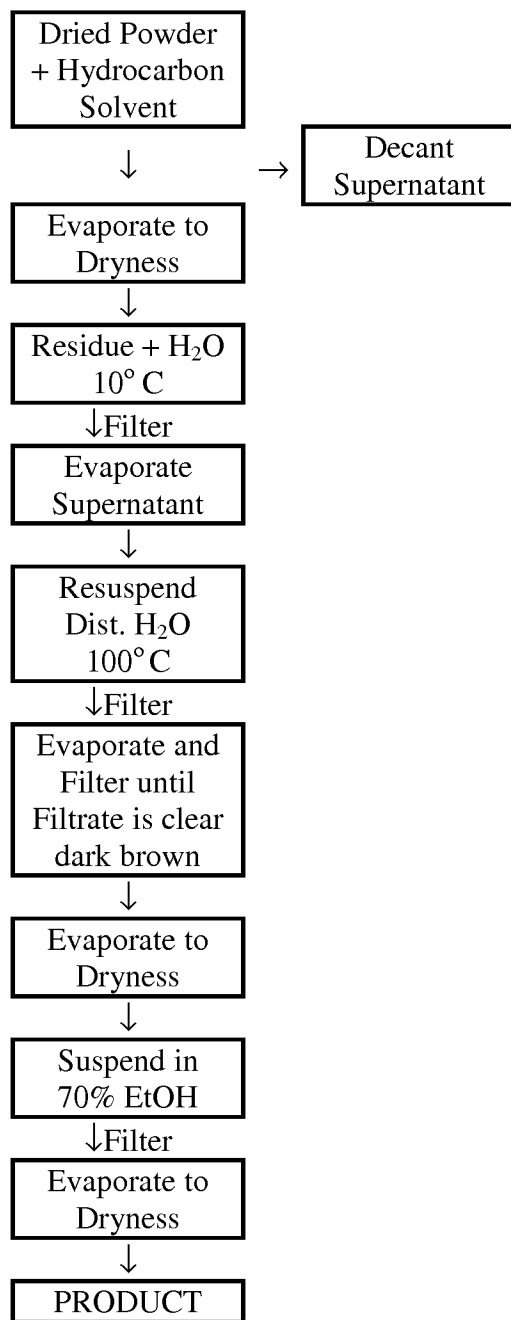 Dried Powder
+ Hydrocarbon
Solvent
↓
→
Decant
Supernatant
Evaporate to
Dryness
↓
Residue + H₂O
10° C
↓Filter
Evaporate
Supernatant
↓
Resuspend
Dist. H₂O
100° C
↓Filter
Evaporate and
Filter until
Filtrate is clear
dark brown
↓
Evaporate to
Dryness
↓
Suspend in
70% EtOH
↓Filter
Evaporate to
Dryness
↓
PRODUCT